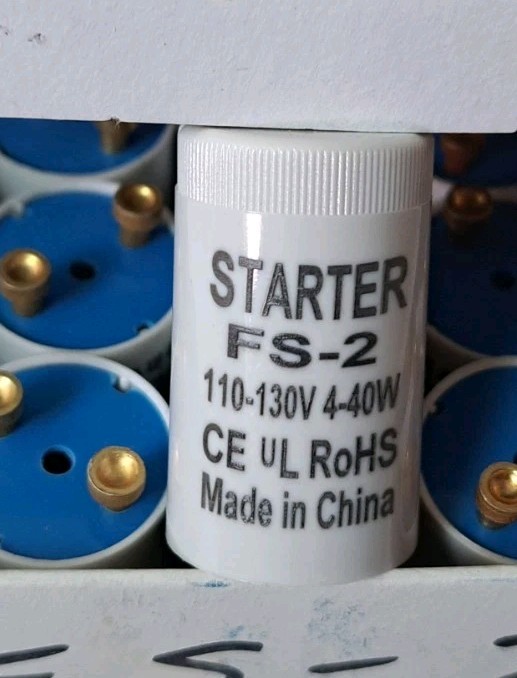 STARTER
FS-2
110-130V 4-40W
CE UL RoHS
Made in China